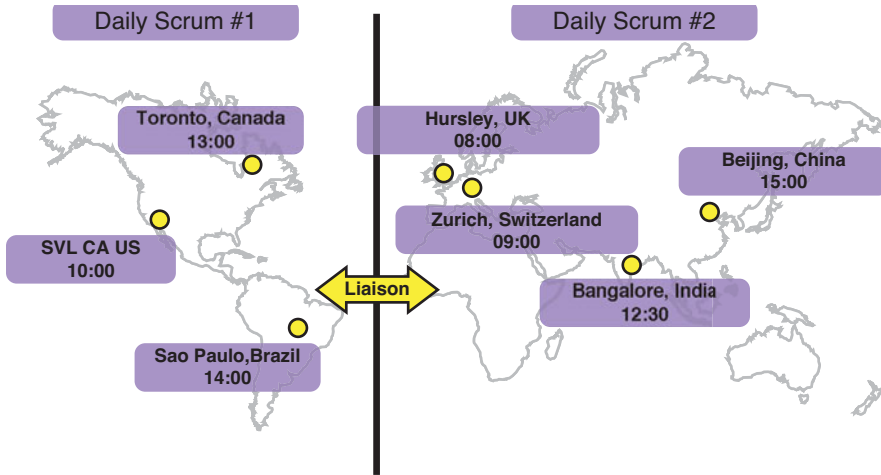 Daily Scrum #1
Daily Scrum #2
Toronto, Canada
13:00
Hursley, UK
08:00
Beijing, China
15:00
SVL CA US
10:00
Zurich, Switzerland
09:00
Liaison
Bangalore, India
12:30
Sao Paulo,Brazil
14:00